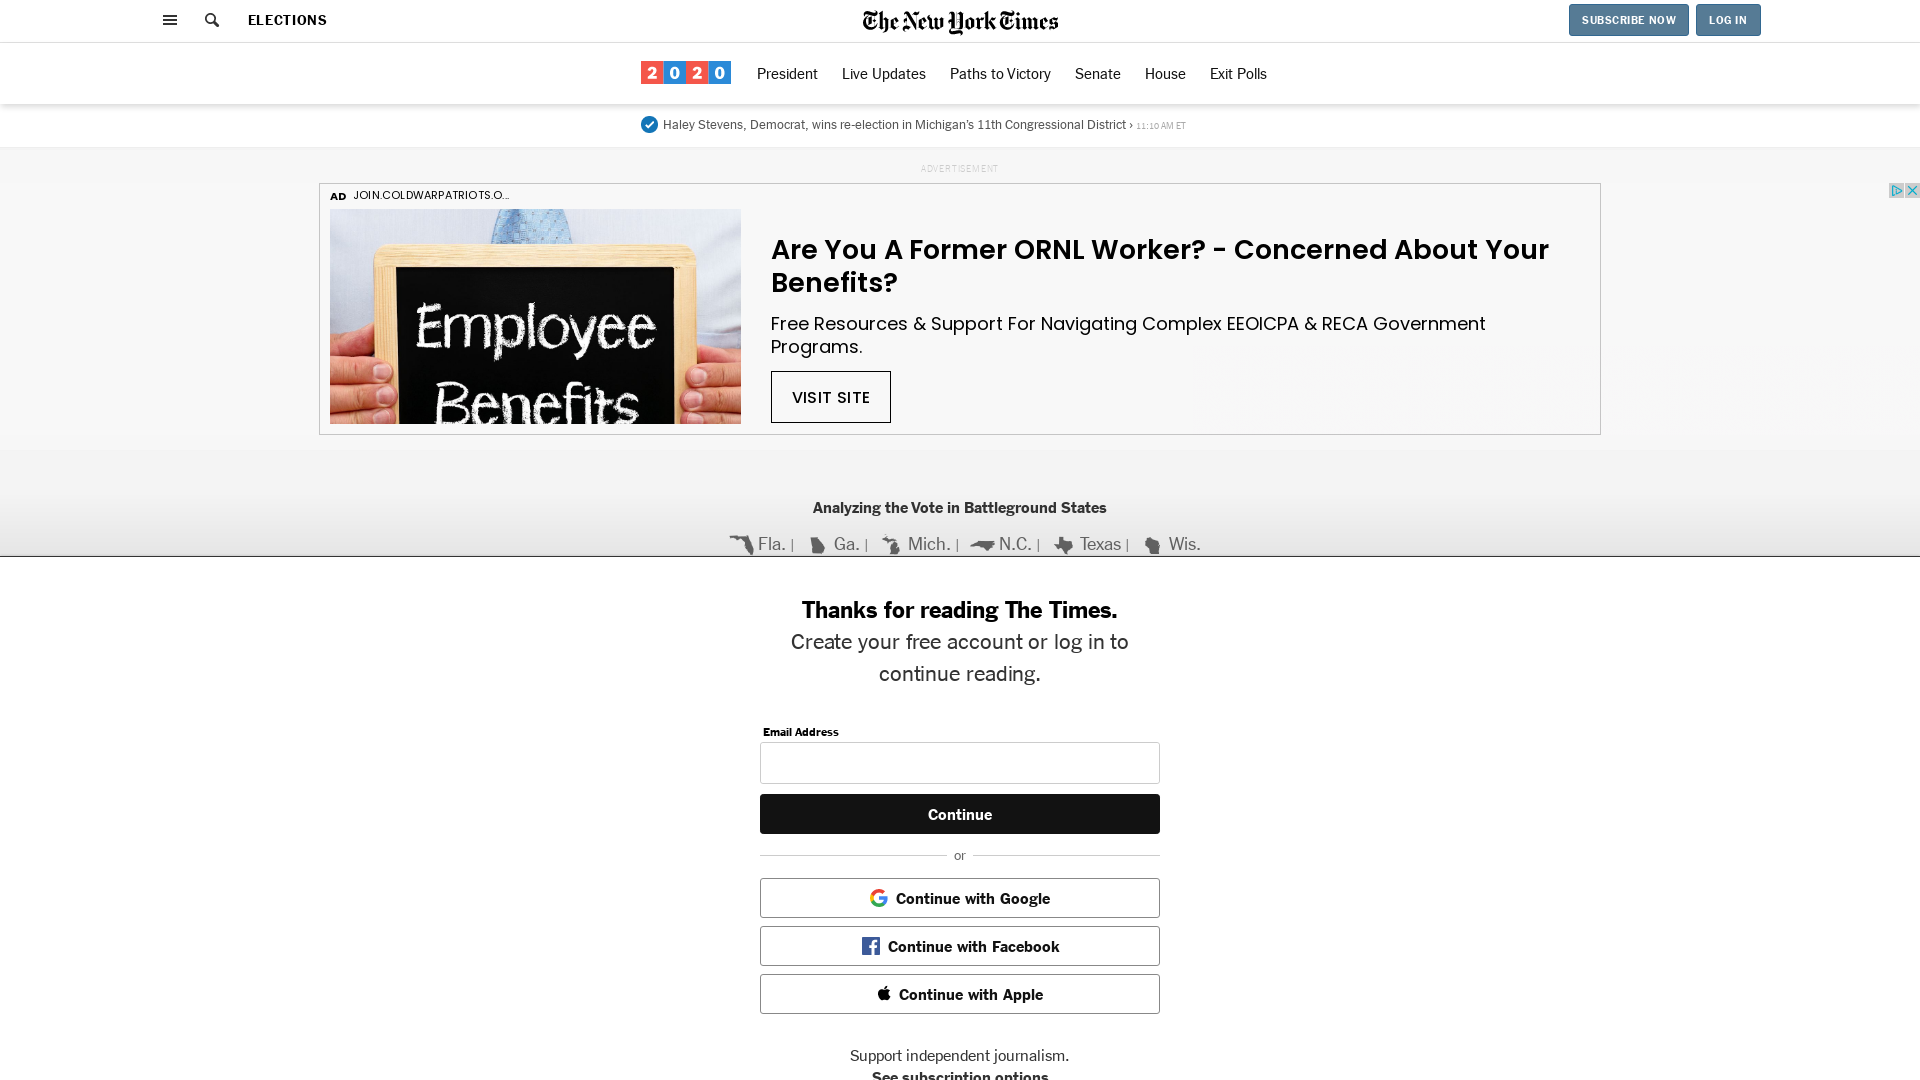 ELECTIONS
The New York Times
SUBSCRIBE NOW
LOG IN
2020
President
Live Updates
Paths to Victory
Senate
House
Exit Polls
Haley Stevens, Democrat, wins re-election in Michigan’s 11th Congressional District › 11:10 AM ET
ADVERTISEMENT
AD JOIN.COLDWARPATRIOTS.O...
Employee
Benefits
Are You A Former ORNL Worker? - Concerned About Your
Benefits?
Free Resources & Support For Navigating Complex EEOICPA & RECA Government
Programs.
VISIT SITE
Analyzing the Vote in Battleground States
Fla. | Ga. | Mich. | N.C. | Texas | Wis.
Thanks for reading The Times.
Create your free account or log in to
continue reading.
Email Address
Continue
or
Continue with Google
Continue with Facebook
Continue with Apple
Support independent journalism.
See subscription options